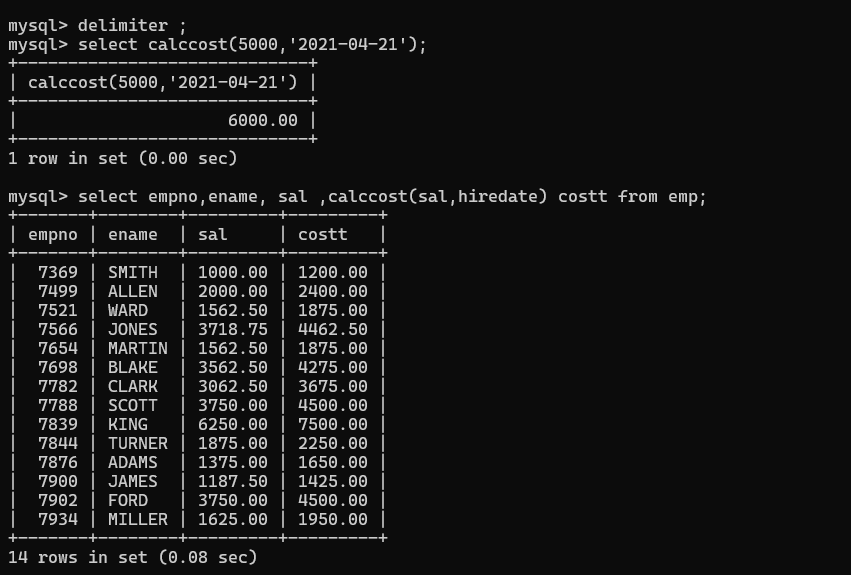 mysql> delimiter ;
mysql> select calccost(5000,'2021-04-21');
+-----------------------------+
| calccost(5000,'2021-04-21') |
+-----------------------------+
|                     6000.00 |
+-----------------------------+
1 row in set (0.00 sec)
mysql> select empno,ename, sal ,calccost(sal,hiredate) costt from emp;
+-------+--------+---------+---------+
| empno | ename  | sal     | costt   |
+-------+--------+---------+---------+
|  7369 | SMITH  | 1000.00 | 1200.00 |
|  7499 | ALLEN  | 2000.00 | 2400.00 |
|  7521 | WARD   | 1562.50 | 1875.00 |
|  7566 | JONES  | 3718.75 | 4462.50 |
|  7654 | MARTIN | 1562.50 | 1875.00 |
|  7698 | BLAKE  | 3562.50 | 4275.00 |
|  7782 | CLARK  | 3062.50 | 3675.00 |
|  7788 | SCOTT  | 3750.00 | 4500.00 |
|  7839 | KING   | 6250.00 | 7500.00 |
|  7844 | TURNER | 1875.00 | 2250.00 |
|  7876 | ADAMS  | 1375.00 | 1650.00 |
|  7900 | JAMES  | 1187.50 | 1425.00 |
|  7902 | FORD   | 3750.00 | 4500.00 |
|  7934 | MILLER | 1625.00 | 1950.00 |
+-------+--------+---------+---------+
14 rows in set (0.08 sec)